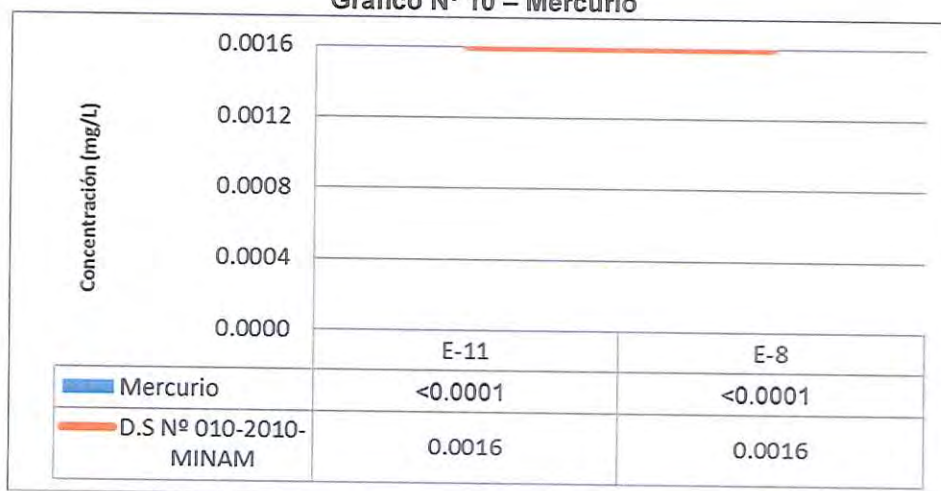 Gráfico Nº 10 – Mercurio
Concentración (mg/L)
0.0016
0.0012
0.0008
0.0004
0.0000
E-11 E-8
Mercurio <0.0001 <0.0001
D.S Nº 010-2010-
MINAM 0.0016 0.0016